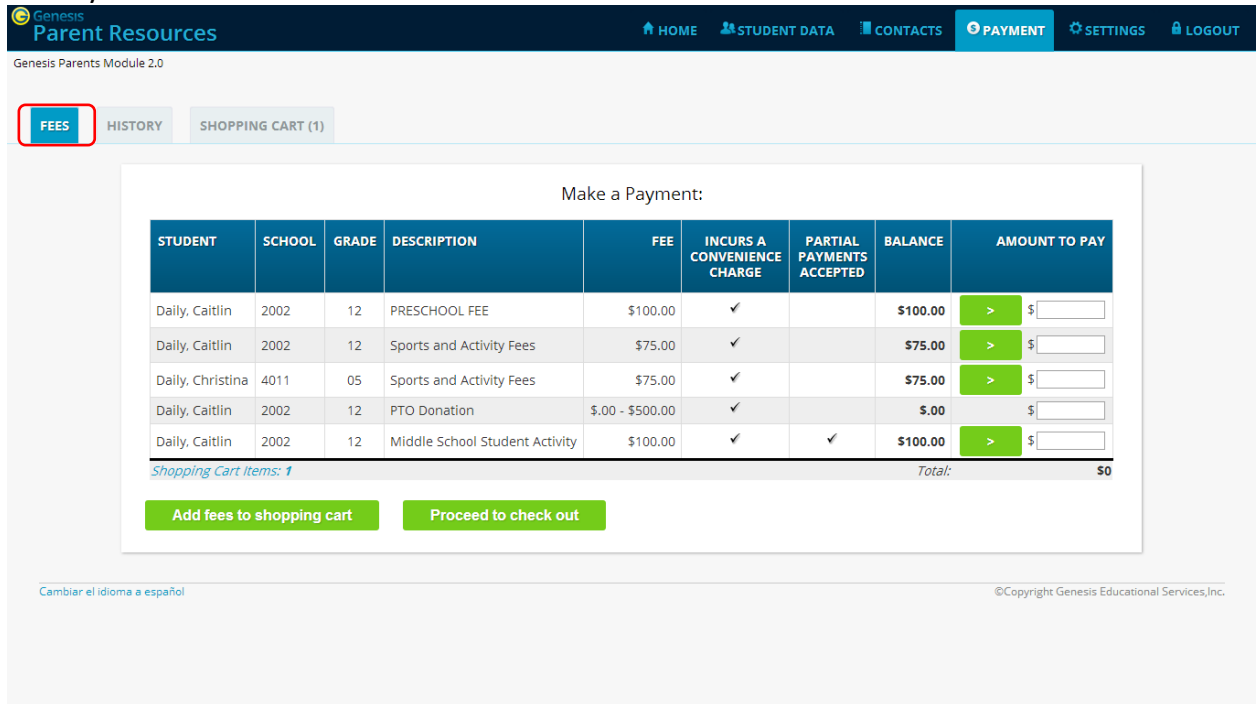 Genesis
Parent Resources
HOME STUDENT DATA CONTACTS PAYMENT SETTINGS LOGOUT
Genesis Parents Module 2.0
FEES HISTORY SHOPPING CART (1)
Make a Payment:
STUDENT SCHOOL GRADE DESCRIPTION FEE INCURS A CONVENIENCE CHARGE PARTIAL PAYMENTS ACCEPTED BALANCE AMOUNT TO PAY
Daily, Caitlin 2002 12 PRESCHOOL FEE $100.00 ✓ $100.00 > $
Daily, Caitlin 2002 12 Sports and Activity Fees $75.00 ✓ $75.00 > $
Daily, Christina 4011 05 Sports and Activity Fees $75.00 ✓ $75.00 > $
Daily, Caitlin 2002 12 PTO Donation $.00 - $500.00 ✓ $.00 $
Daily, Caitlin 2002 12 Middle School Student Activity $100.00 ✓ ✓ $100.00 > $
Shopping Cart Items: 1 Total: $0
Add fees to shopping cart Proceed to check out
Cambiar el idioma a español ©Copyright Genesis Educational Services,Inc.